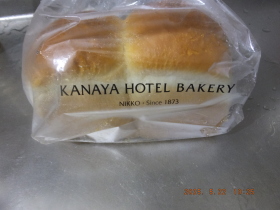 KANAYA HOTEL BAKERY
NIKKO • Since 1873